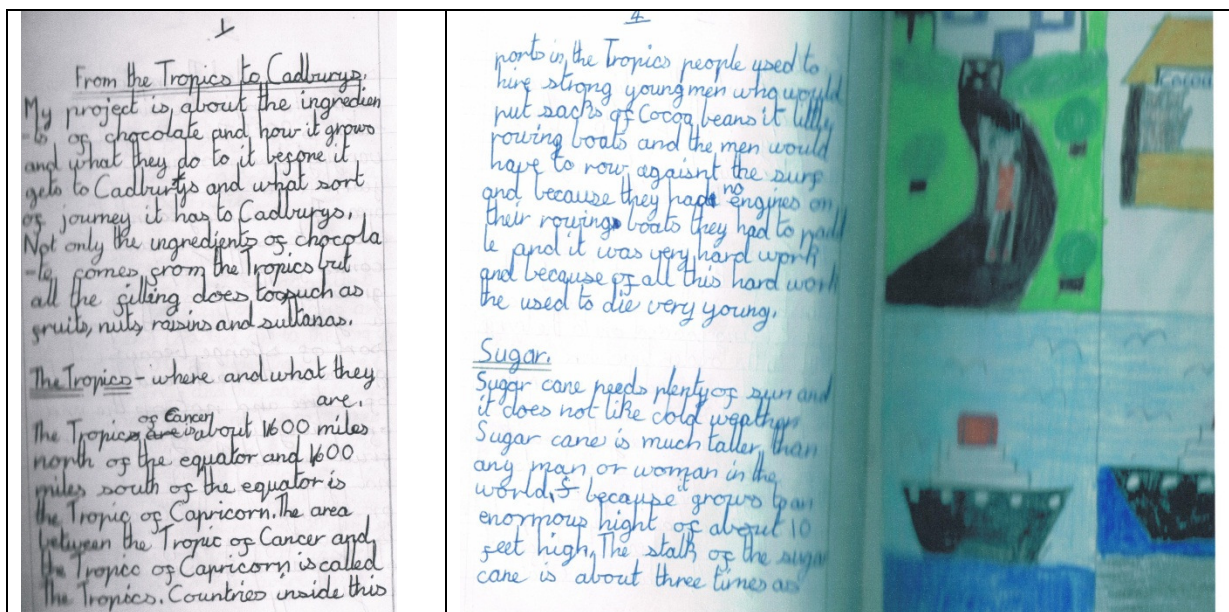 1
From the Tropics to Cadburys.
My project is about the ingredien
-ts of chocolate and how it grows
and what they do to it before it
gets to Cadburys and what sort
of journey it has to Cadburys.
Not only the ingredients of chocola
-te, comes from the Tropics but
all the filling does too, such as
fruits, nuts, raisins and sultanas.
The Tropics - where and what they
are.
of Cancer
The Tropic is about 1600 miles
north of the equator and 1600
miles south of the equator is
the Tropic of Capricorn. The area
between the Tropic of Cancer and
the Tropic of Capricorn is called
The Tropics. Countries inside this
4
ports in the Tropics people used to
hire strong young men who would
put sacks of Cocoa beans it
rowing boats and the men would
have to row agaisnt the surf
and because they had no engines on
their rowing boats they had to padd
le and it was very hard work
and because of all this hard work
the used to die very young.
Sugar.
Sugar cane needs plenty of sun and
it does not like cold weather
Sugar cane is much taller than
any man or woman in the
world, because it grows to an
enormous hight of about 10
feet high. The stalk of the sugar
cane is about three times as
Cocoa